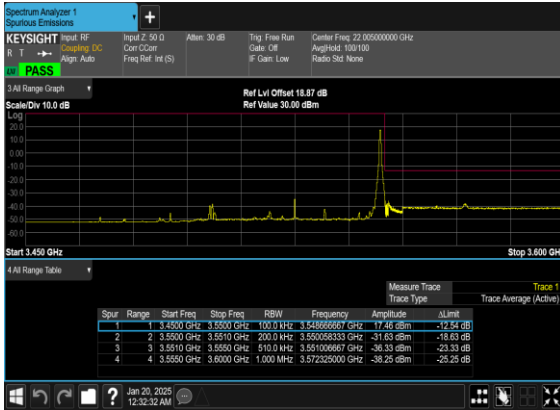 Spectrum Analyzer 1
Spurious Emissions
+
KEYSIGHT Input: RF Input Z: 50 Ω Atten: 30 dB Trig: Free Run Center Freq: 22.005000000 GHz
R T Coupling: DC Corr CCorr Gate: Off Avg|Hold: 100/100
Align: Auto Freq Ref: Int (S) IF Gain: Low Radio Std: None
PASS
3 All Range Graph
Ref Lvl Offset 18.87 dB
Scale/Div 10.0 dB Ref Value 30.00 dBm
Log
20.0
10.0
0.00
-10.0
-20.0
-30.0
-40.0
-50.0
-60.0
Start 3.450 GHz Stop 3.600 GH
4 All Range Table
Measure Trace Trace 1
Trace Type Trace Average (Active)
Spur Range Start Freq Stop Freq RBW Frequency Amplitude ΔLimit
1 1 3.4500 GHz 3.5500 GHz 100.0 kHz 3.548666667 GHz 17.46 dBm -12.54 dB
2 2 3.5500 GHz 3.5510 GHz 200.0 kHz 3.550058333 GHz -31.63 dBm -18.63 dB
3 3 3.5510 GHz 3.5550 GHz 510.0 kHz 3.551006667 GHz -36.33 dBm -23.33 dB
4 4 3.5550 GHz 3.6000 GHz 1.000 MHz 3.572325000 GHz -38.25 dBm -25.25 dB
? Jan 20, 2025
12:32:32 AM